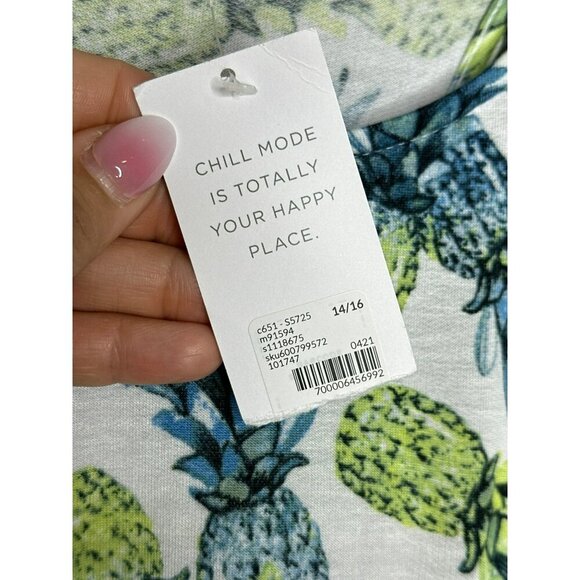 CHILL MODE
IS TOTALLY
YOUR HAPPY
PLACE.
c651 - S5725 14/16
m91594
s1118675
sku600799572
101747 0421
700006456992